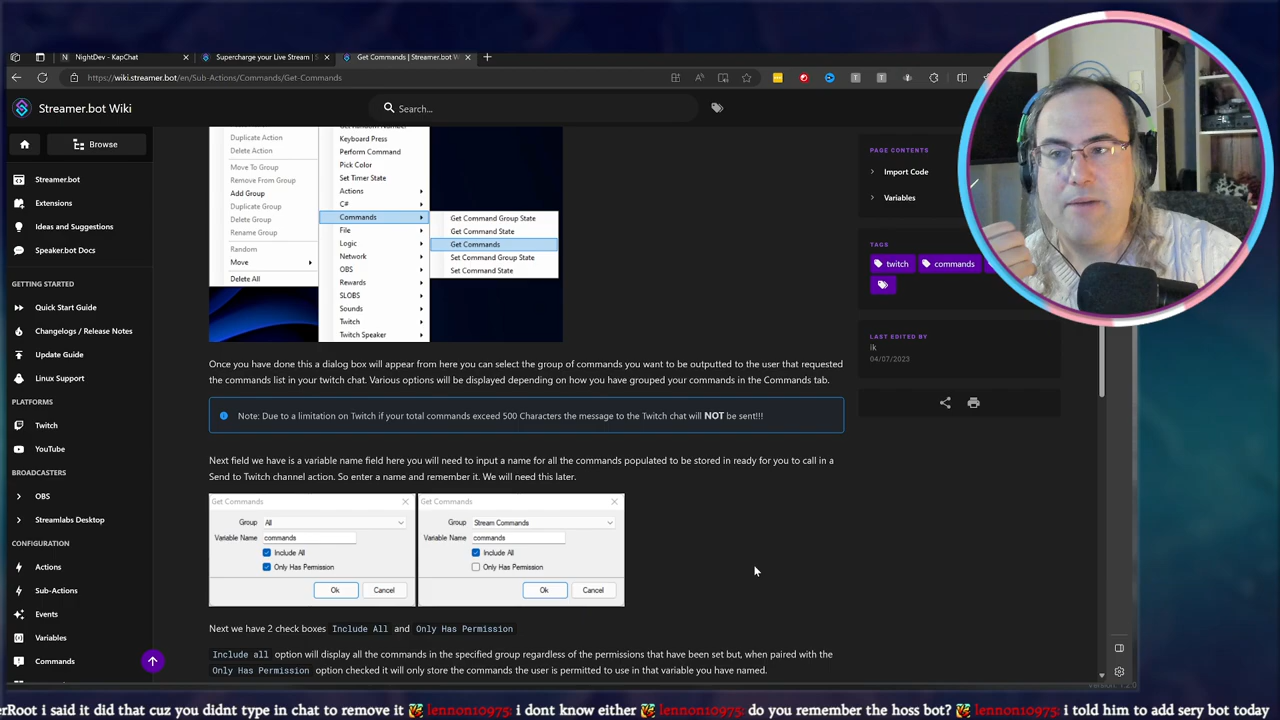 NightDev - KapChat
Supercharge your Live Stream | S
Get Commands | Streamer.bot W
https://wiki.streamer.bot/en/Sub-Actions/Commands/Get-Commands
Streamer.bot Wiki
Search...
BROWSE
Streamer.bot
Extensions
Ideas and Suggestions
Speaker.bot Docs
GETTING STARTED
Quick Start Guide
Changelogs / Release Notes
Update Guide
Linux Support
PLATFORMS
Twitch
YouTube
BROADCASTERS
OBS
Streamlabs Desktop
CONFIGURATION
Actions
Sub-Actions
Events
Variables
Commands
Duplicate Action
Delete Action
Move To Group
Remove From Group
Add Group
Duplicate Group
Delete Group
Rename Group
Random
Move
Delete All
Get Random Number
Keyboard Press
Perform Command
Pick Color
Set Timer State
Actions
C#
Commands
File
Logic
Network
OBS
Rewards
SLOBS
Sounds
Twitch
Twitch Speaker
Get Command Group State
Get Command State
Get Commands
Set Command Group State
Set Command State
Once you have done this a dialog box will appear from here you can select the group of commands you want to be outputted to the user that requested
the commands list in your twitch chat. Various options will be displayed depending on how you have grouped your commands in the Commands tab.
Note: Due to a limitation on Twitch if your total commands exceed 500 Characters the message to the Twitch chat will NOT be sent!!!
Next field we have is a variable name field here you will need to input a name for all the commands populated to be stored in ready for you to call in a
Send to Twitch channel action. So enter a name and remember it. We will need this later.
Get Commands
Group All
Variable Name commands
Include All
Only Has Permission
Ok Cancel
Get Commands
Group Stream Commands
Variable Name commands
Include All
Only Has Permission
Ok Cancel
Next we have 2 check boxes Include All and Only Has Permission
Include all option will display all the commands in the specified group regardless of the permissions that have been set but, when paired with the
Only Has Permission option checked it will only store the commands the user is permitted to use in that variable you have named.
PAGE CONTENTS
Import Code
Variables
TAGS
twitch
commands
LAST EDITED BY
ik
04/07/2023
Version: 1.2.0
erRoot i said it did that cuz you didnt type in chat to remove it lennon10975: i dont know either lennon10975: do you remember the hoss bot? lennon10975: i told him to add sery bot today